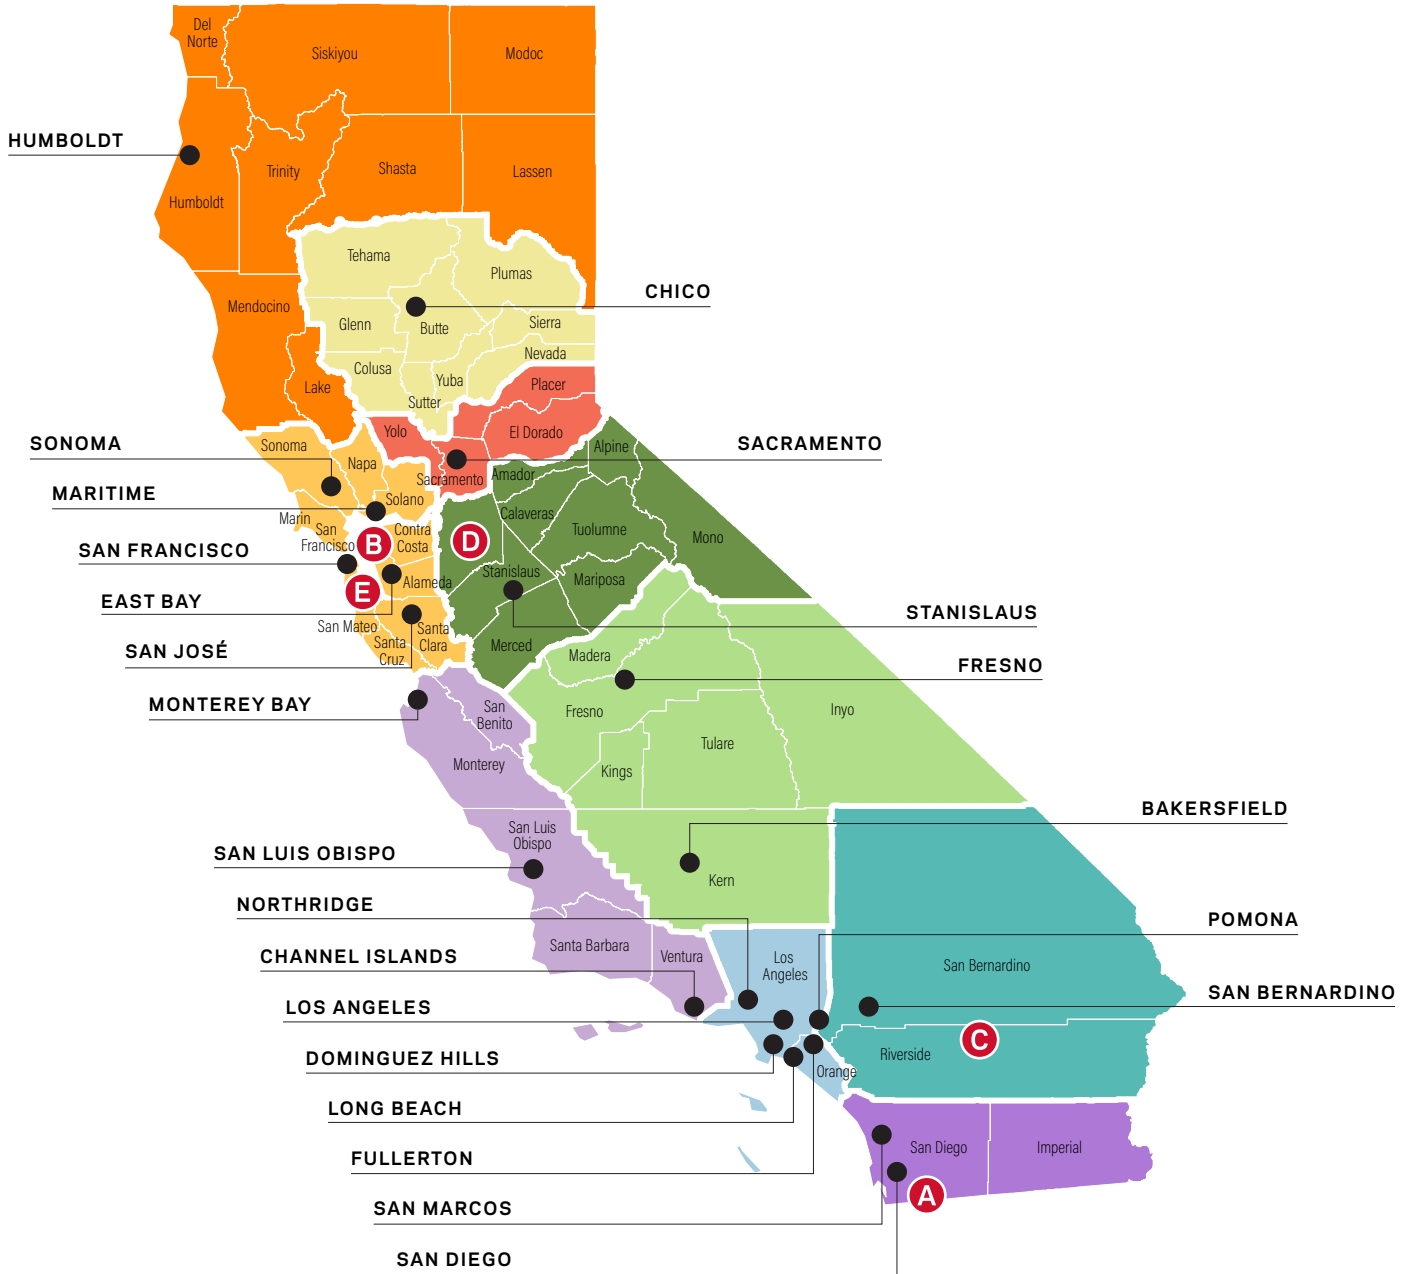 Del
Norte
Siskiyou
Modoc
HUMBOLDT
Trinity
Shasta
Lassen
Humboldt
Tehama
Plumas
CHICO
Mendocino
Glenn
Butte
Sierra
Nevada
Colusa
Yuba
Placer
Lake
Sutter
Yolo
El Dorado
SONOMA
Sonoma
Napa
Alpine
SACRAMENTO
Sacramento
Amador
MARITIME
Solano
Marin
Calaveras
San
Francisco
Contra
Costa
Tuolumne
Mono
B
D
SAN FRANCISCO
Stanislaus
Mariposa
Alameda
E
EAST BAY
STANISLAUS
San Mateo
Santa
Clara
Santa
Cruz
Merced
Madera
SAN JOSÉ
FRESNO
MONTEREY BAY
San
Benito
Fresno
Inyo
Tulare
Monterey
Kings
BAKERSFIELD
San Luis
Obispo
SAN LUIS OBISPO
Kern
NORTHRIDGE
POMONA
Santa Barbara
Ventura
Los
Angeles
San Bernardino
CHANNEL ISLANDS
SAN BERNARDINO
LOS ANGELES
C
Riverside
DOMINGUEZ HILLS
Orange
LONG BEACH
San Diego
Imperial
FULLERTON
A
SAN MARCOS
SAN DIEGO